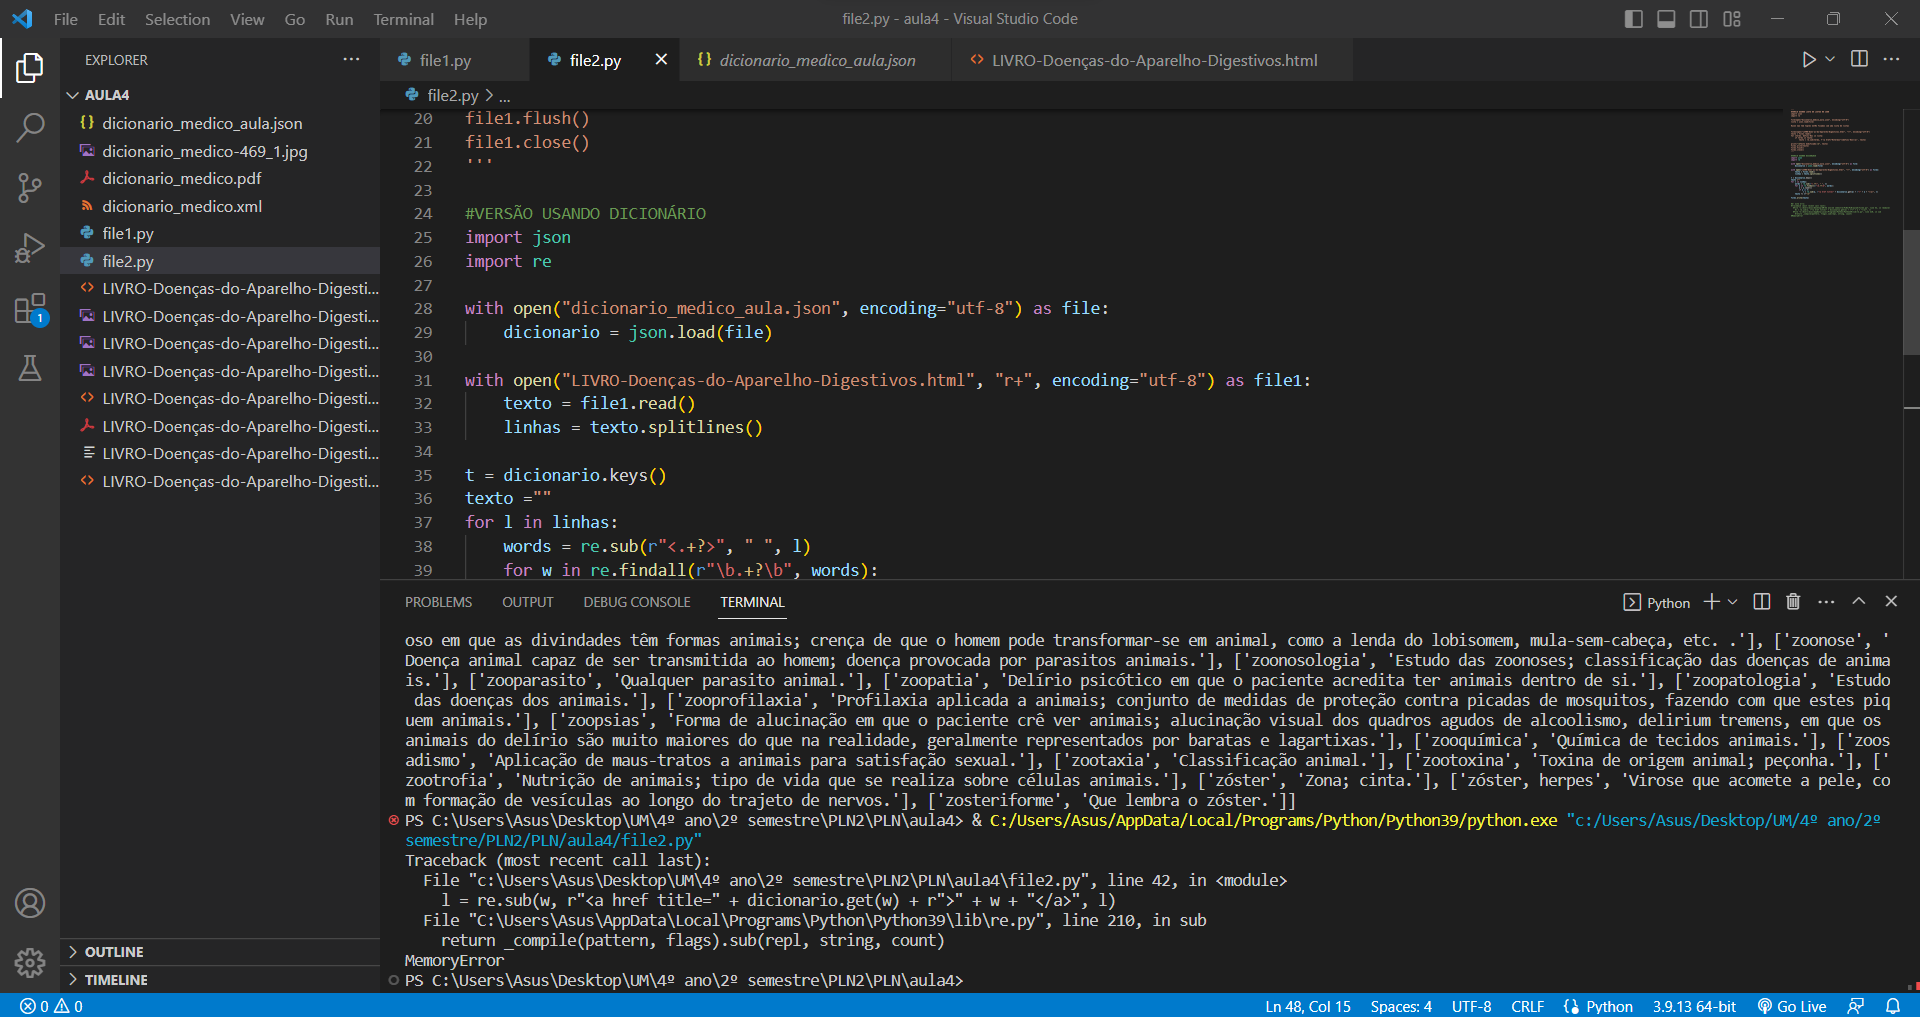 File Edit Selection View Go Run Terminal Help
file2.py - aula4 - Visual Studio Code
EXPLORER
AULA4
dicionario_medico_aula.json
dicionario_medico-469_1.jpg
dicionario_medico.pdf
dicionario_medico.xml
file1.py
file2.py
LIVRO-Doenças-do-Aparelho-Digesti...
LIVRO-Doenças-do-Aparelho-Digesti...
LIVRO-Doenças-do-Aparelho-Digesti...
LIVRO-Doenças-do-Aparelho-Digesti...
LIVRO-Doenças-do-Aparelho-Digesti...
LIVRO-Doenças-do-Aparelho-Digesti...
LIVRO-Doenças-do-Aparelho-Digesti...
LIVRO-Doenças-do-Aparelho-Digesti...
1
OUTLINE
TIMELINE
file1.py file2.py dicionario_medico_aula.json LIVRO-Doenças-do-Aparelho-Digestivos.html
file2.py > ...
20 file1.flush()
21 file1.close()
22 '''
23
24 #VERSÃO USANDO DICIONÁRIO
25 import json
26 import re
27
28 with open("dicionario_medico_aula.json", encoding="utf-8") as file:
29 dicionario = json.load(file)
30
31 with open("LIVRO-Doenças-do-Aparelho-Digestivos.html", "r+", encoding="utf-8") as file1:
32 texto = file1.read()
33 linhas = texto.splitlines()
34
35 t = dicionario.keys()
36 texto =""
37 for l in linhas:
38 words = re.sub(r"<.+?>", " ", l)
39 for w in re.findall(r"\b.+?\b", words):
PROBLEMS OUTPUT DEBUG CONSOLE TERMINAL
Python
oso em que as divindades têm formas animais; crença de que o homem pode transformar-se em animal, como a lenda do lobisomem, mula-sem-cabeça, etc. .'], ['zoonose', '
Doença animal capaz de ser transmitida ao homem; doença provocada por parasitos animais.'], ['zoonosologia', 'Estudo das zoonoses; classificação das doenças de anima
is.'], ['zooparasito', 'Qualquer parasito animal.'], ['zoopatia', 'Delírio psicótico em que o paciente acredita ter animais dentro de si.'], ['zoopatologia', 'Estudo
das doenças dos animais.'], ['zooprofilaxia', 'Profilaxia aplicada a animais; conjunto de medidas de proteção contra picadas de mosquitos, fazendo com que estes piq
uem animais.'], ['zoopsias', 'Forma de alucinação em que o paciente crê ver animais; alucinação visual dos quadros agudos de alcoolismo, delirium tremens, em que os
animais do delírio são muito maiores do que na realidade, geralmente representados por baratas e lagartixas.'], ['zooquímica', 'Química de tecidos animais.'], ['zoos
adismo', 'Aplicação de maus-tratos a animais para satisfação sexual.'], ['zootaxia', 'Classificação animal.'], ['zootoxina', 'Toxina de origem animal; peçonha.'], ['
zootrofia', 'Nutrição de animais; tipo de vida que se realiza sobre células animais.'], ['zóster', 'Zona; cinta.'], ['zóster, herpes', 'Virose que acomete a pele, co
m formação de vesículas ao longo do trajeto de nervos.'], ['zosteriforme', 'Que lembra o zóster.']]
PS C:\Users\Asus\Desktop\UM\4º ano\2º semestre\PLN2\PLN\aula4> & C:/Users/Asus/AppData/Local/Programs/Python/Python39/python.exe "c:/Users/Asus/Desktop/UM/4º ano/2º
semestre/PLN2/PLN/aula4/file2.py"
Traceback (most recent call last):
File "c:\Users\Asus\Desktop\UM\4º ano\2º semestre\PLN2\PLN\aula4\file2.py", line 42, in <module>
l = re.sub(w, r"<a href title=" + dicionario.get(w) + r">" + w + "</a>", l)
File "C:\Users\Asus\AppData\Local\Programs\Python\Python39\lib\re.py", line 210, in sub
return _compile(pattern, flags).sub(repl, string, count)
MemoryError
PS C:\Users\Asus\Desktop\UM\4º ano\2º semestre\PLN2\PLN\aula4>
0 0 Ln 48, Col 15 Spaces: 4 UTF-8 CRLF Python 3.9.13 64-bit Go Live